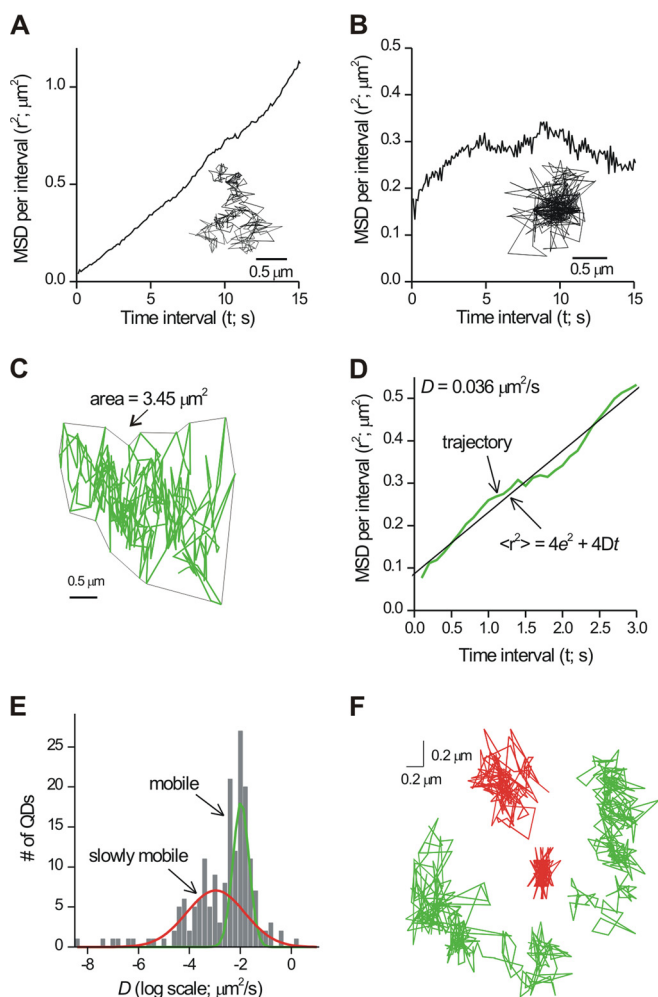 A
MSD per interval (r²; µm²)
1.0
0.5
0.0
0.5 µm
0 5 10 15
Time interval (t; s)
B
MSD per interval (r²; µm²)
0.5
0.4
0.3
0.2
0.1
0.0
0.5 µm
0 5 10 15
Time interval (t; s)
C
area = 3.45 µm²
0.5 µm
D
MSD per interval (r²; µm²)
0.5
0.4
0.3
0.2
0.1
0.0
D = 0.036 µm²/s
trajectory
<r²> = 4e² + 4Dt
0.0 0.5 1.0 1.5 2.0 2.5 3.0
Time interval (t; s)
E
# of QDs
25
20
15
10
5
0
mobile
slowly mobile
-8 -6 -4 -2 0
D (log scale; µm²/s)
F
0.2 µm
0.2 µm